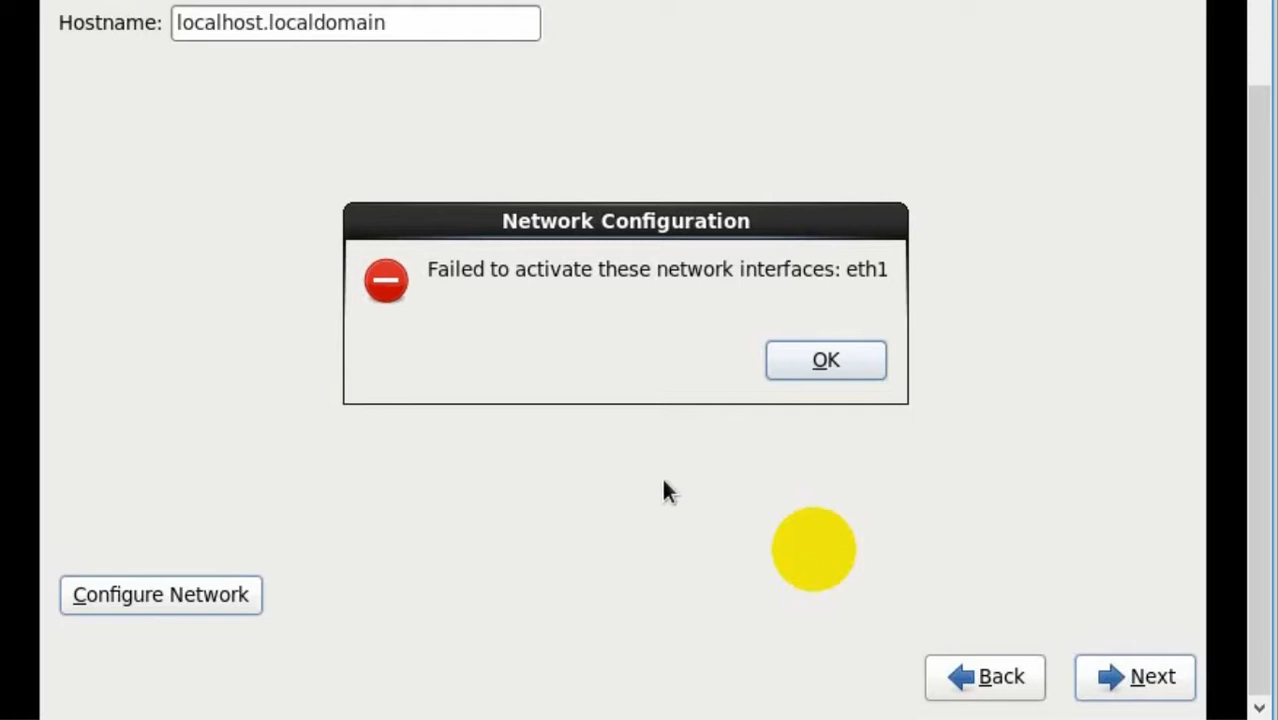 Hostname: localhost.localdomain
Network Configuration
Failed to activate these network interfaces: eth1
OK
Configure Network
Back
Next